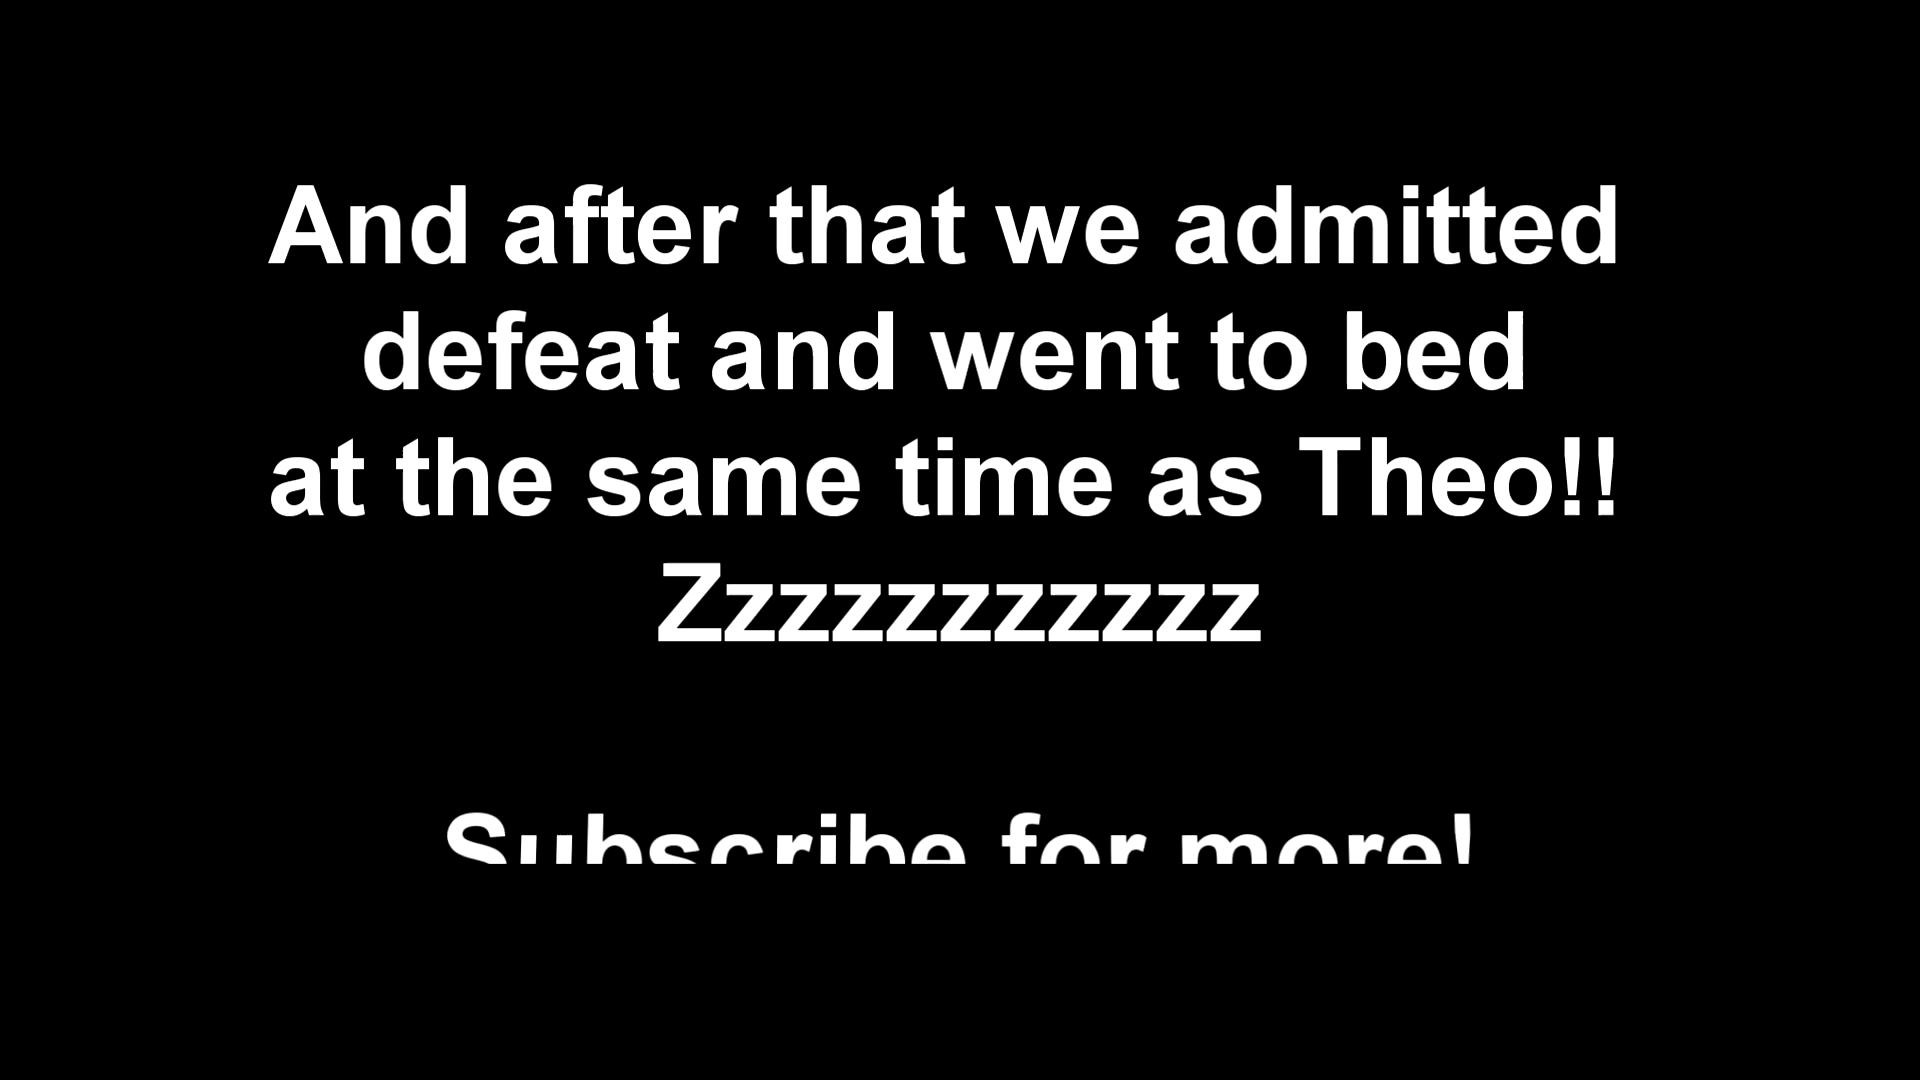 And after that we admitted
defeat and went to bed
at the same time as Theo!!
Zzzzzzzzzzz
Subscribe for more!